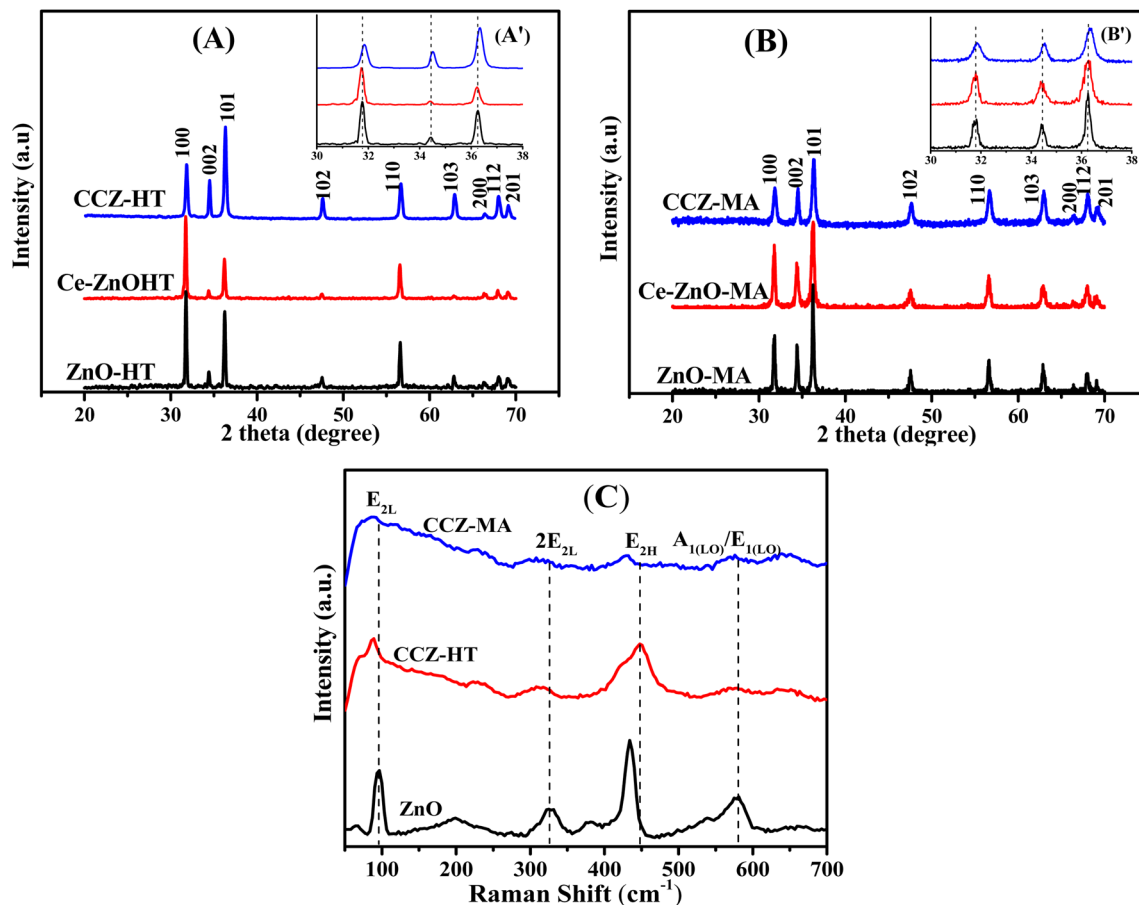 (A)
(A')
Intensity (a.u)
100
002
101
102
110
103
200
112
201
CCZ-HT
Ce-ZnOHT
ZnO-HT
30 32 34 36 38
20 30 40 50 60 70
2 theta (degree)
(B)
(B')
Intensity (a.u)
100
002
101
102
110
103
200
112
201
CCZ-MA
Ce-ZnO-MA
ZnO-MA
30 32 34 36 38
20 30 40 50 60 70
2 theta (degree)
(C)
Intensity (a.u.)
E2L
CCZ-MA
2E2L
E2H
A1(LO)/E1(LO)
CCZ-HT
ZnO
100 200 300 400 500 600 700
Raman Shift (cm-1)